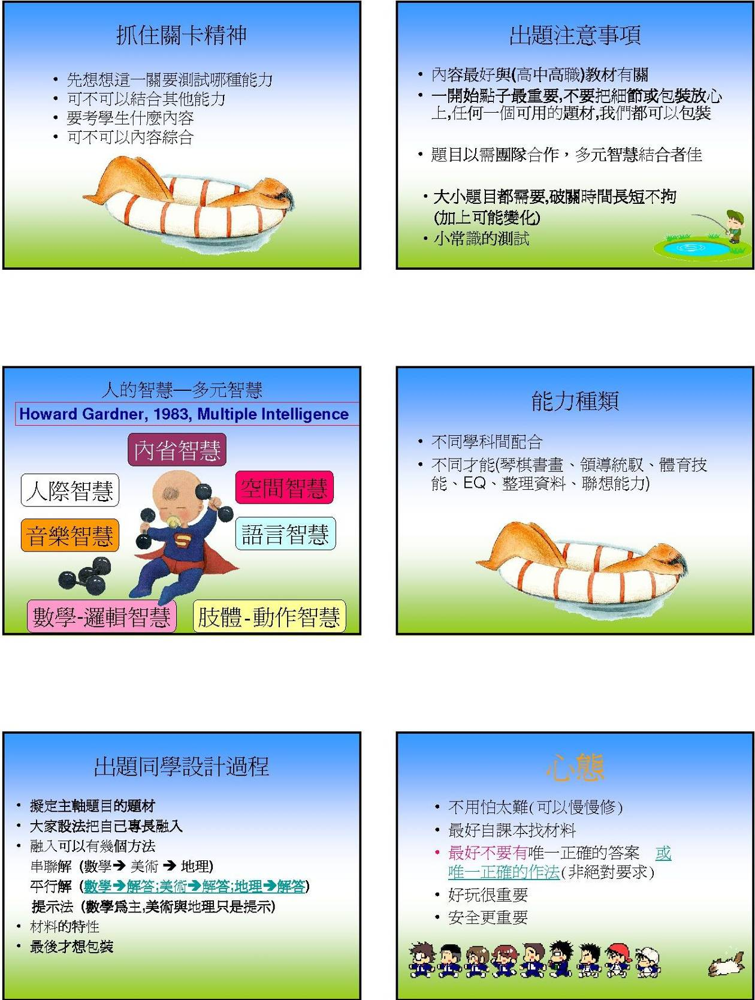 抓住關卡精神
• 先想想這一關要測試哪種能力
• 可不可以結合其他能力
• 要考學生什麼內容
• 可不可以內容綜合
出題注意事項
• 內容最好與(高中高職)教材有關
• 一開始點子最重要,不要把細節或包裝放心
上,任何一個可用的題材,我們都可以包裝
• 題目以需團隊合作，多元智慧結合者佳
• 大小題目都需要,破關時間長短不拘
(加上可能變化)
• 小常識的測試
人的智慧—多元智慧
Howard Gardner, 1983, Multiple Intelligence
內省智慧
人際智慧
空間智慧
音樂智慧
語言智慧
S
數學-邏輯智慧
肢體-動作智慧
能力種類
• 不同學科間配合
• 不同才能(琴棋書畫、領導統馭、體育技
能、EQ、整理資料、聯想能力)
出題同學設計過程
• 擬定主軸題目的題材
• 大家設法把自己專長融入
• 融入可以有幾個方法
串聯解 (數學➔ 美術 ➔ 地理)
平行解 (數學➔解答;美術➔解答;地理➔解答)
提示法 (數學為主,美術與地理只是提示)
• 材料的特性
• 最後才想包裝
心態
• 不用怕太難(可以慢慢修)
• 最好自課本找材料
• 最好不要有唯一正確的答案 或
唯一正確的作法(非絕對要求)
• 好玩很重要
• 安全更重要